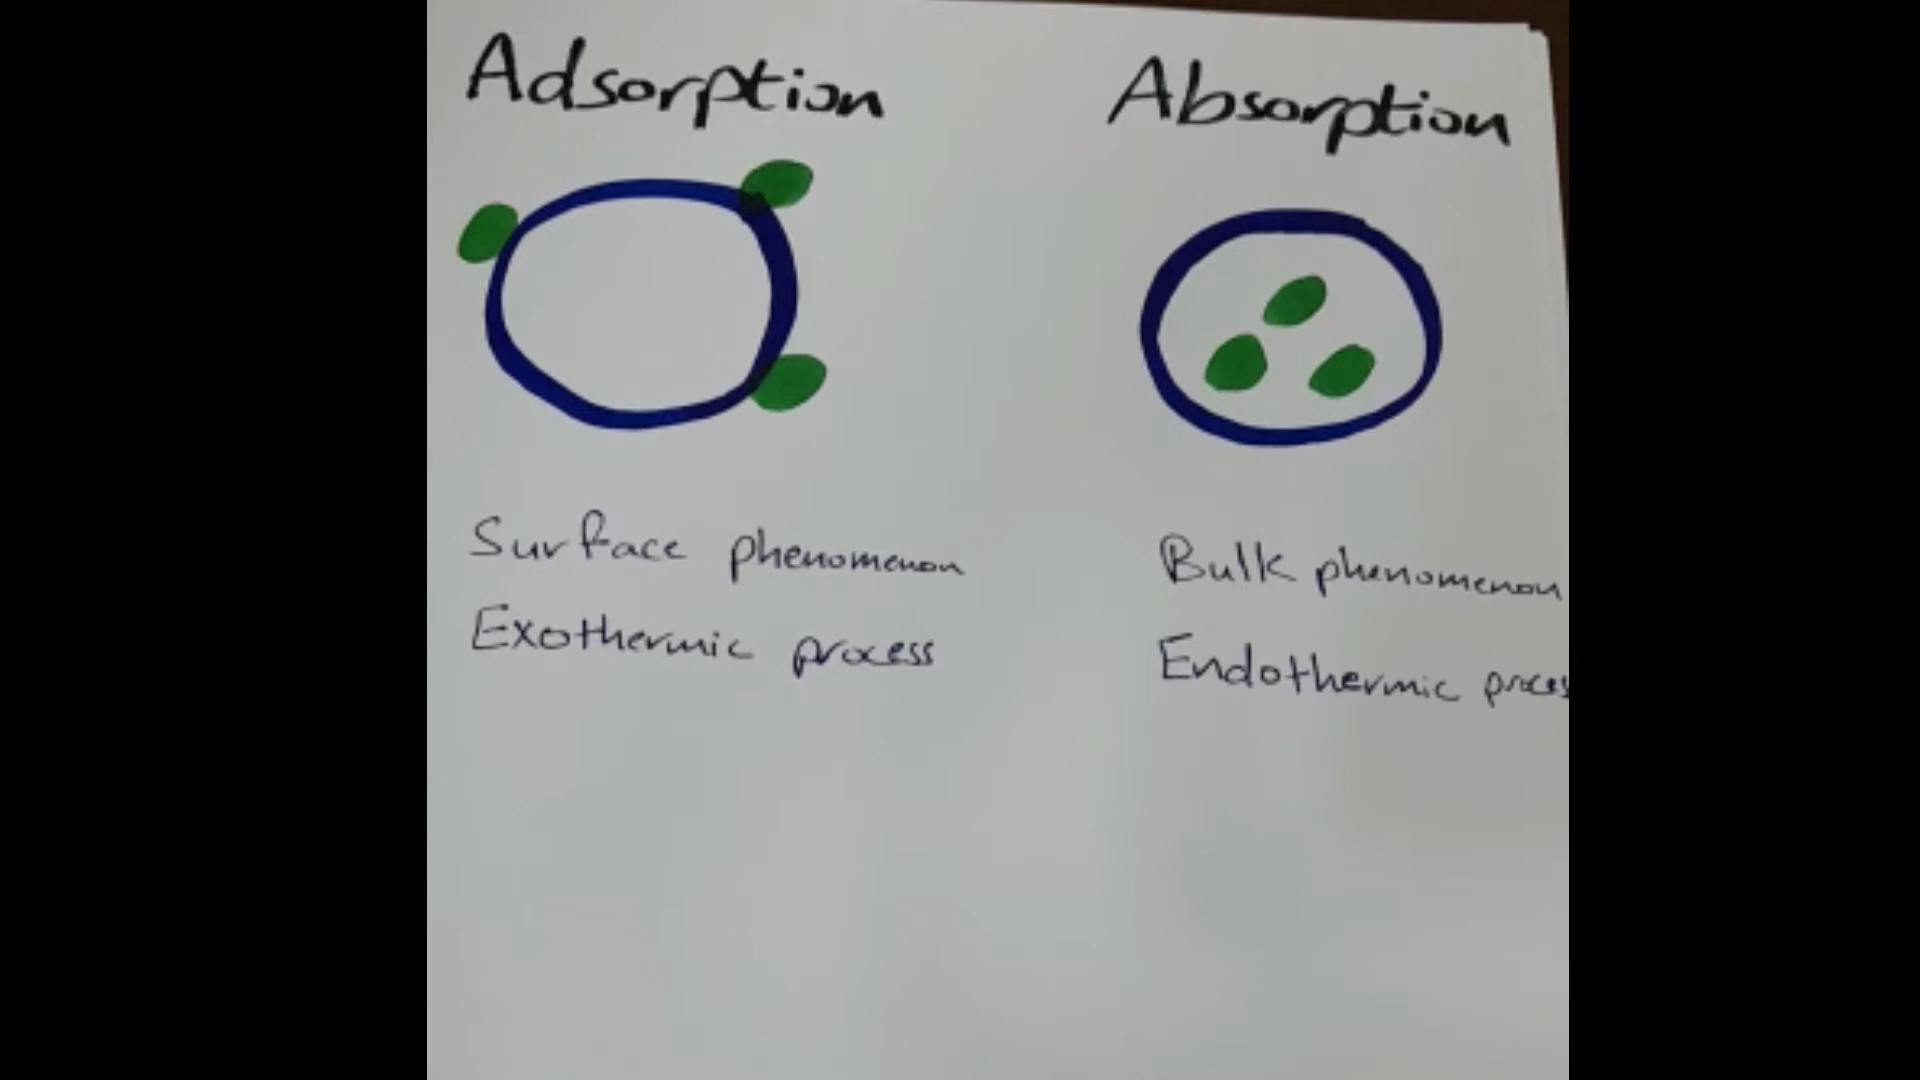 Adsorption
Absorption
Surface phenomenon
Exothermic process
Bulk phenomenon
Endothermic proces